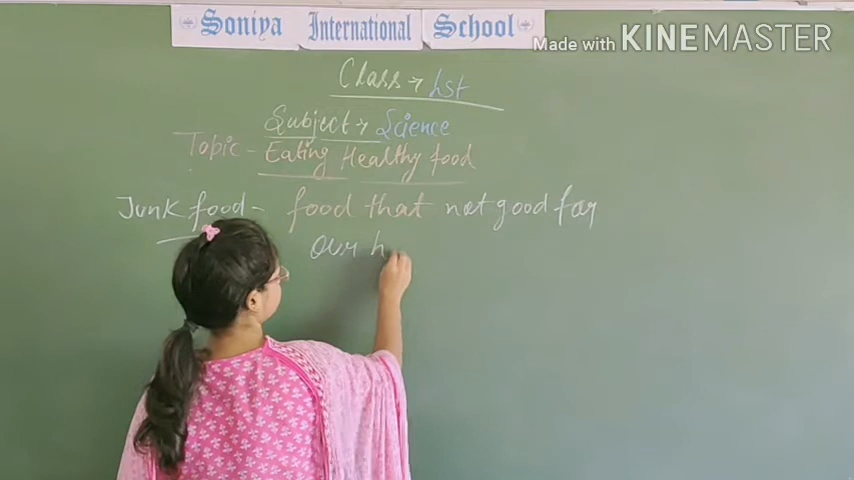 Soniya International School
Made with KINEMASTER
Class → Ist
Subject → Science
Topic - Eating Healthy food
Junk food - food that not good for
our h